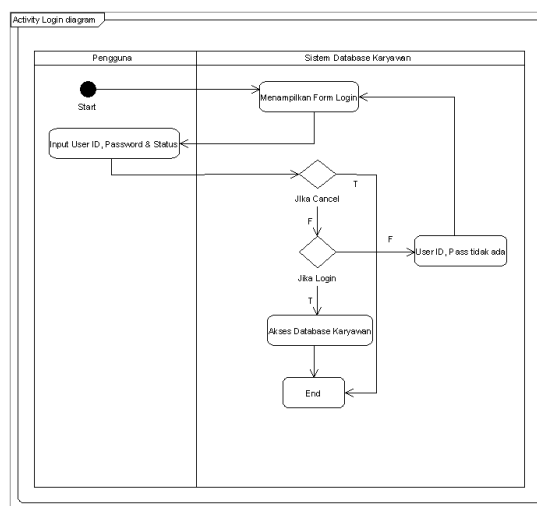 Activity Login diagram
Pengguna
Sistem Database Karyawan
Start
Menampilkan Form Login
Input User ID, Password & Status
T
Jika Cancel
F
F
User ID, Pass tidak ada
Jika Login
T
Akses Database Karyawan
End